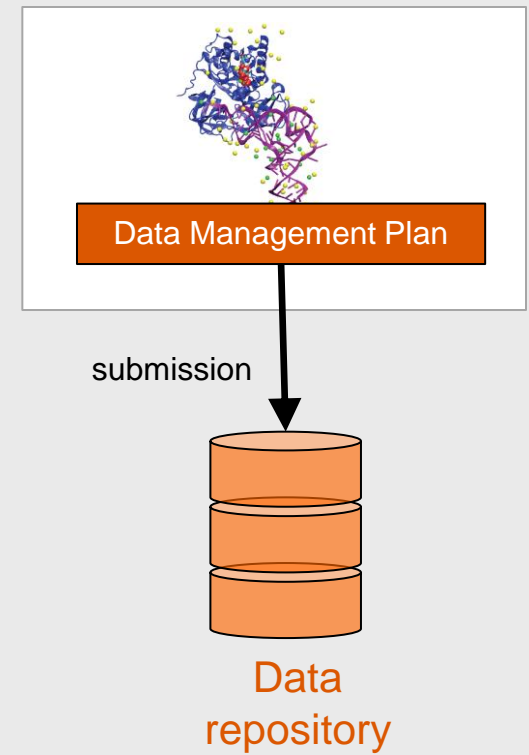 Data Management Plan
submission
Data
repository